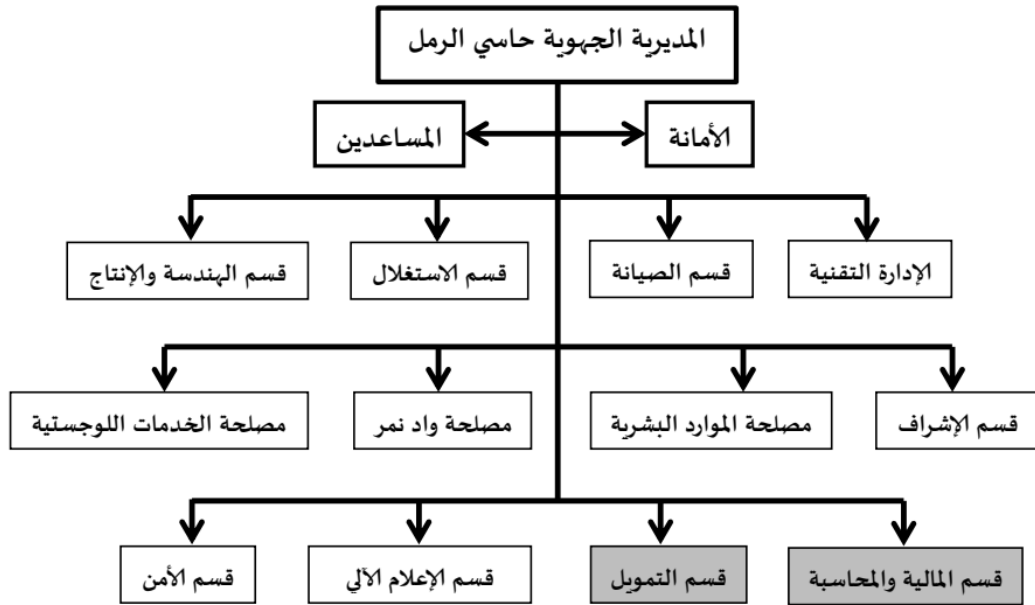 المديرية الجهوية حاسي الرمل
الأمانة
المساعدين
الإدارة التقنية
قسم الصيانة
قسم الاستغلال
قسم الهندسة والإنتاج
قسم الإشراف
مصلحة الموارد البشرية
مصلحة واد نمر
مصلحة الخدمات اللوجستية
قسم المالية والمحاسبة
قسم التمويل
قسم الإعلام الآلي
قسم الأمن